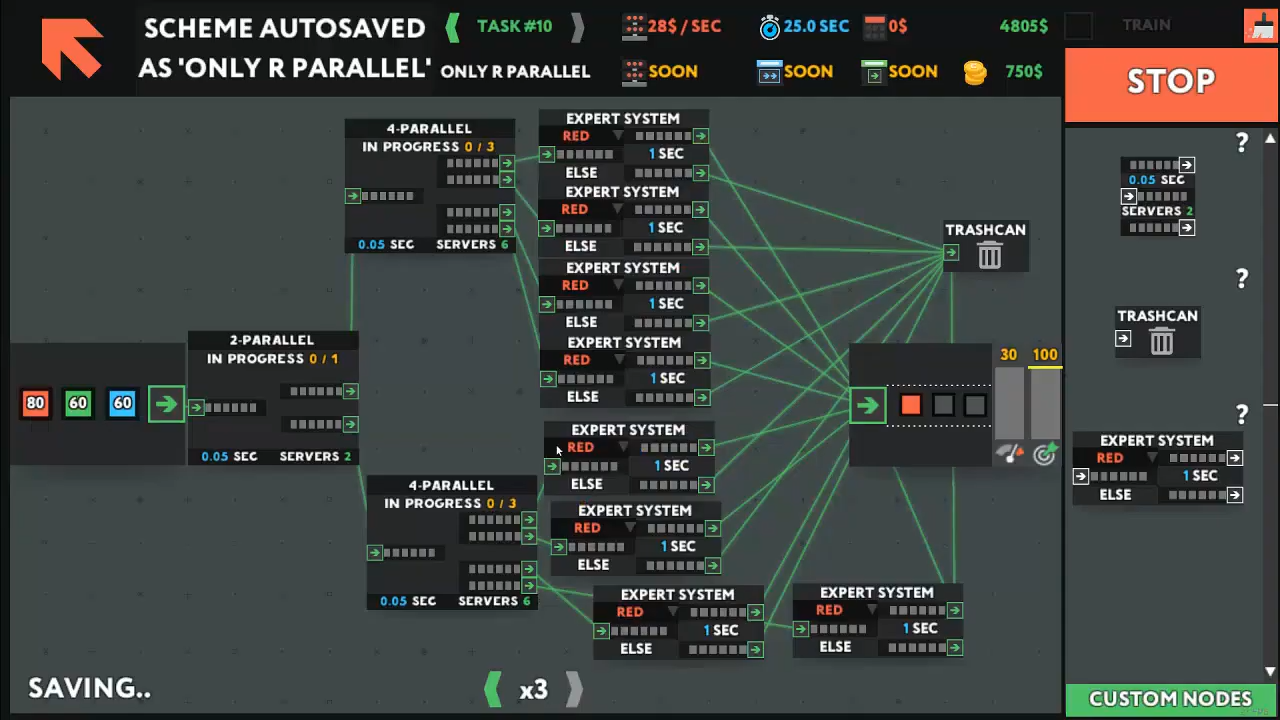 SCHEME AUTOSAVED
AS 'ONLY R PARALLEL'
TASK #10
ONLY R PARALLEL
28$ / SEC
25.0 SEC
0$
4805$
SOON
SOON
SOON
750$
TRAIN
STOP
4-PARALLEL
IN PROGRESS 0 / 3
0.05 SEC SERVERS 6
EXPERT SYSTEM
RED
1 SEC
ELSE
EXPERT SYSTEM
RED
1 SEC
ELSE
EXPERT SYSTEM
RED
1 SEC
ELSE
EXPERT SYSTEM
RED
1 SEC
ELSE
TRASHCAN
2-PARALLEL
IN PROGRESS 0 / 1
0.05 SEC SERVERS 2
80 60 60
30 100
EXPERT SYSTEM
RED
1 SEC
ELSE
4-PARALLEL
IN PROGRESS 0 / 3
0.05 SEC SERVERS 6
EXPERT SYSTEM
RED
1 SEC
ELSE
EXPERT SYSTEM
RED
1 SEC
ELSE
EXPERT SYSTEM
RED
1 SEC
ELSE
?
0.05 SEC
SERVERS 2
?
TRASHCAN
?
EXPERT SYSTEM
RED
1 SEC
ELSE
SAVING..
x3
CUSTOM NODES